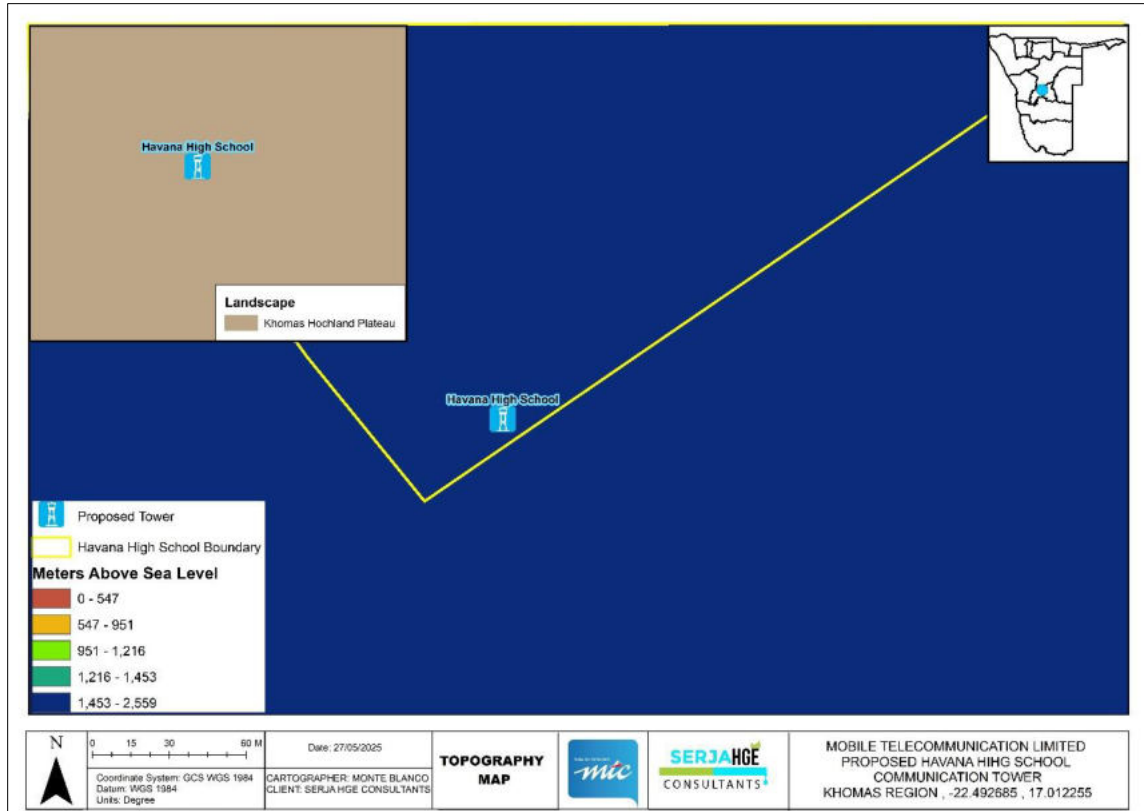 Havana High School
Landscape
Khomas Hochland Plateau
Havana High School
Proposed Tower
Havana High School Boundary
Meters Above Sea Level
0 - 547
547 - 951
951 - 1,216
1,216 - 1,453
1,453 - 2,559
N
0 15 30 60 M
Coordinate System: GCS WGS 1984
Datum: WGS 1984
Units: Degree
Date: 27/05/2025
CARTOGRAPHER: MONTE BLANCO
CLIENT: SERJA HGE CONSULTANTS
TOPOGRAPHY
MAP
mtc
SERJA HGE
CONSULTANTS
MOBILE TELECOMMUNICATION LIMITED
PROPOSED HAVANA HIHG SCHOOL
COMMUNICATION TOWER
KHOMAS REGION , -22.492685 , 17.012255